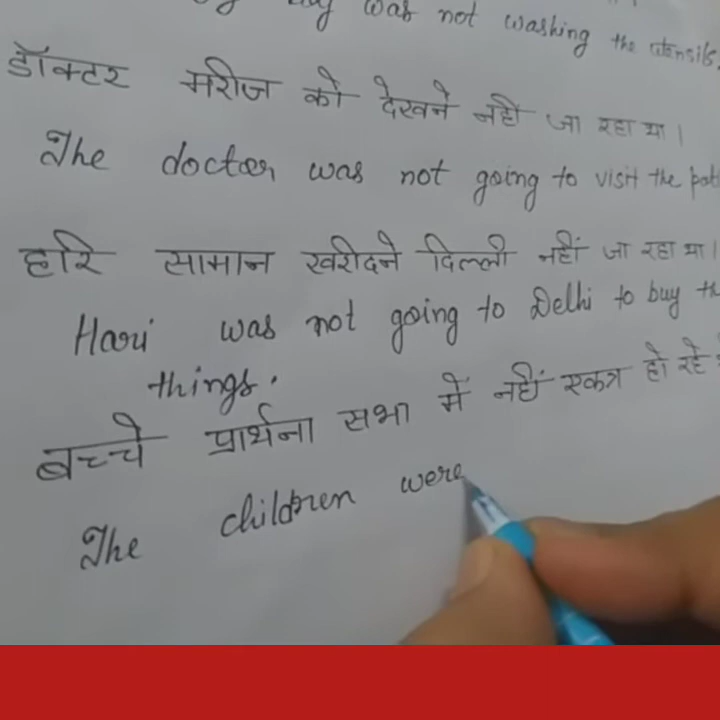 was not washing the utensils.
डॉक्टर मरीज को देखने नहीं जा रहा था।
The doctor was not going to visit the
हरि सामान खरीदने दिल्ली नहीं जा रहा था।
Hari was not going to Delhi to buy
things.
बच्चे प्रार्थना सभा में नहीं एकत्र हो रहे
The children were